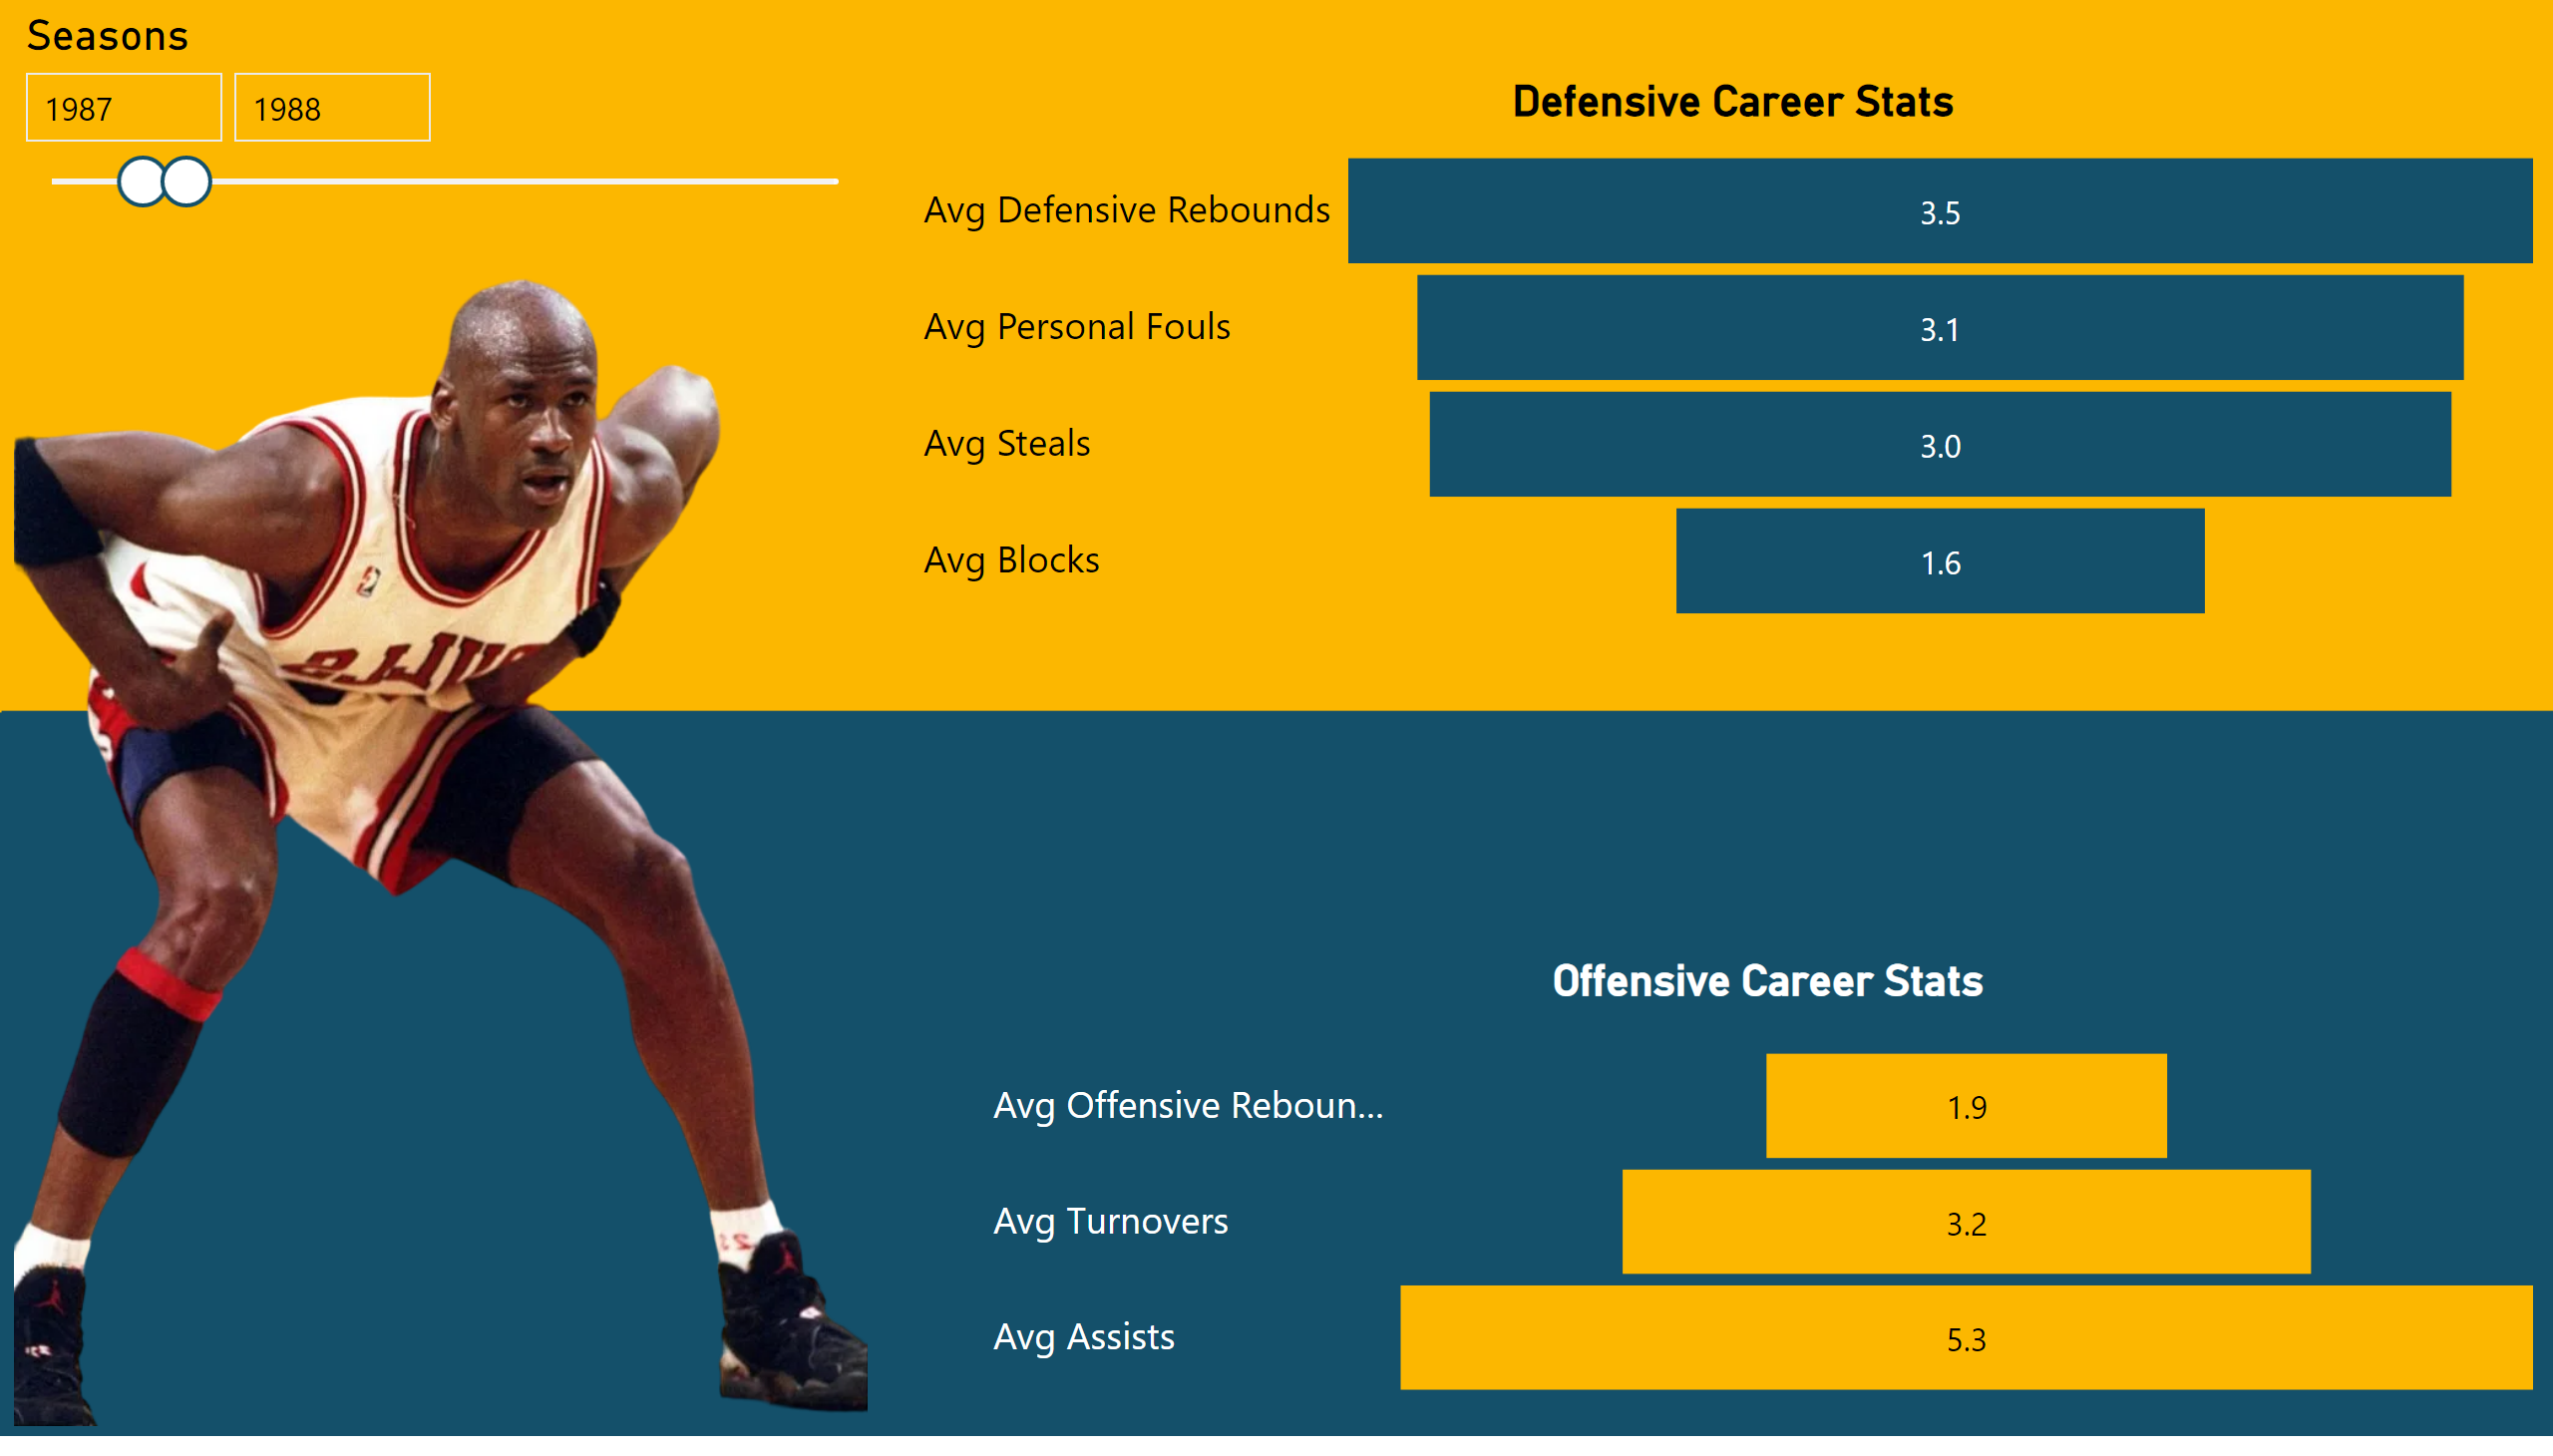 Seasons
1987
1988
Defensive Career Stats
Avg Defensive Rebounds
3.5
Avg Personal Fouls
3.1
Avg Steals
3.0
Avg Blocks
1.6
Offensive Career Stats
Avg Offensive Reboun...
1.9
Avg Turnovers
3.2
Avg Assists
5.3